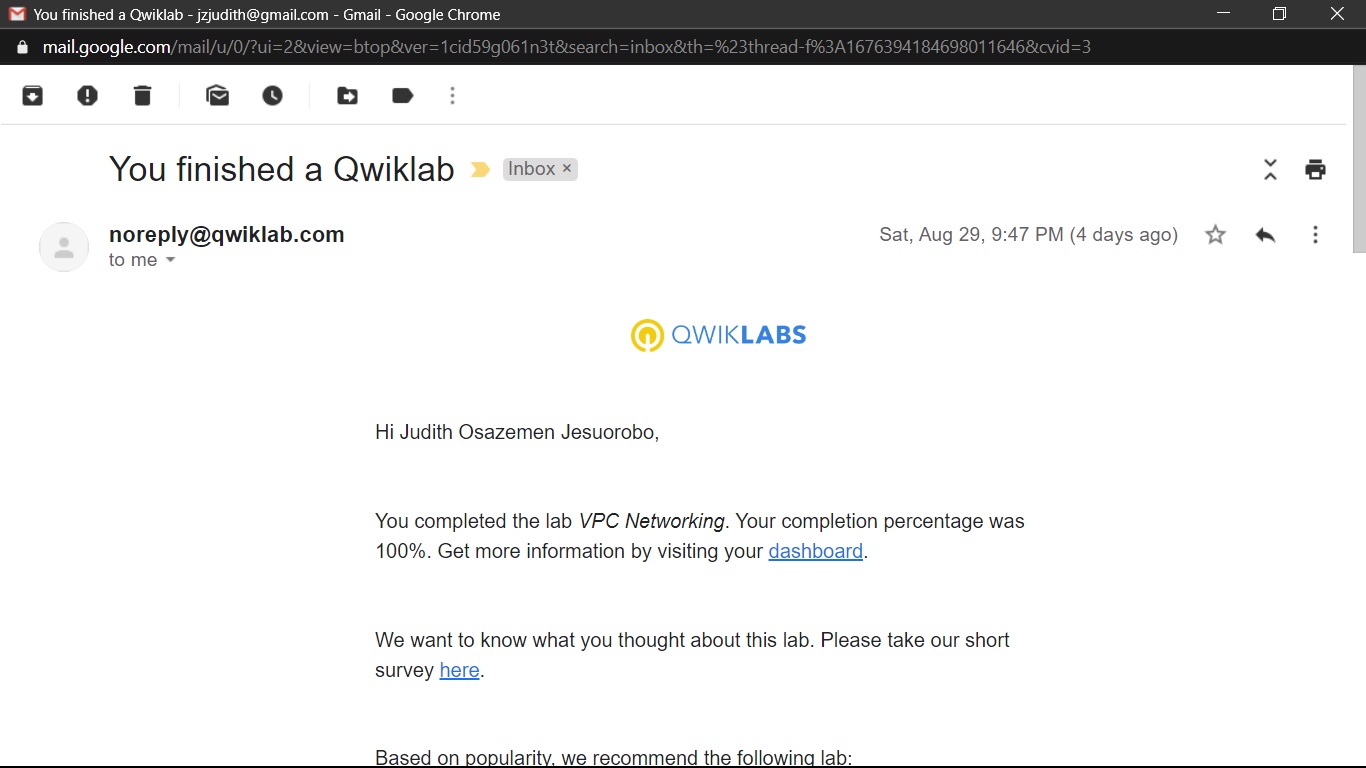 You finished a Qwiklab - jzjudith@gmail.com - Gmail - Google Chrome
mail.google.com/mail/u/0/?ui=2&view=btop&ver=1cid59g061n3t&search=inbox&th=%23thread-f%3A1676394184698011646&cvid=3
You finished a Qwiklab Inbox ×
noreply@qwiklab.com Sat, Aug 29, 9:47 PM (4 days ago)
to me
QWIKLABS
Hi Judith Osazemen Jesuorobo,
You completed the lab VPC Networking. Your completion percentage was
100%. Get more information by visiting your dashboard.
We want to know what you thought about this lab. Please take our short
survey here.
Based on popularity, we recommend the following lab: